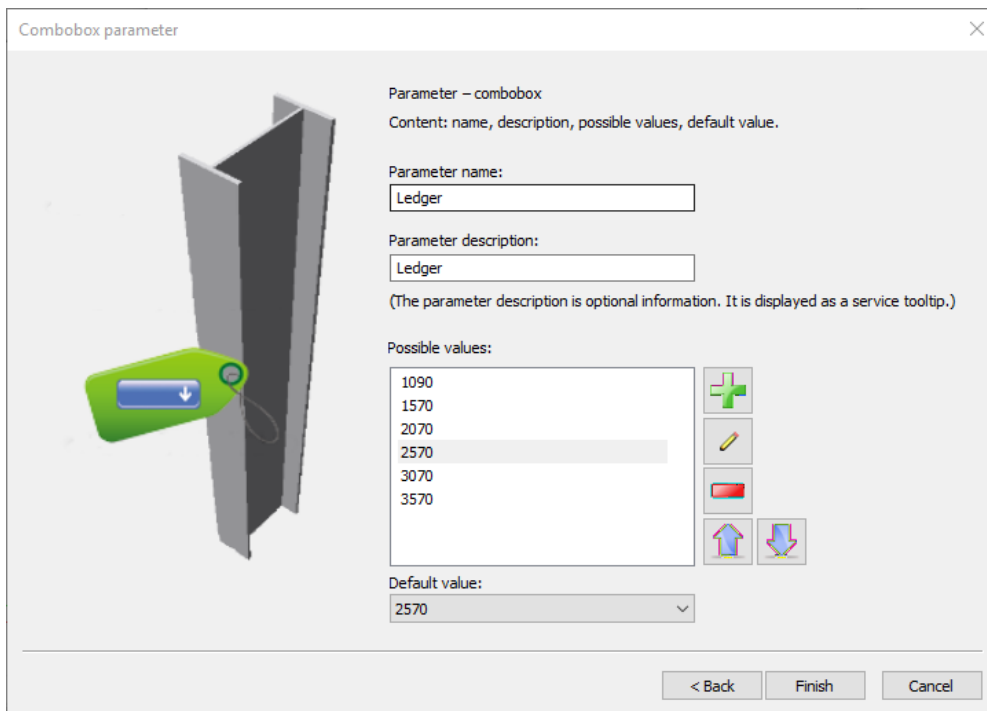 Combobox parameter
Parameter – combobox
Content: name, description, possible values, default value.
Parameter name:
Ledger
Parameter description:
Ledger
(The parameter description is optional information. It is displayed as a service tooltip.)
Possible values:
1090
1570
2070
2570
3070
3570
Default value:
2570
< Back
Finish
Cancel